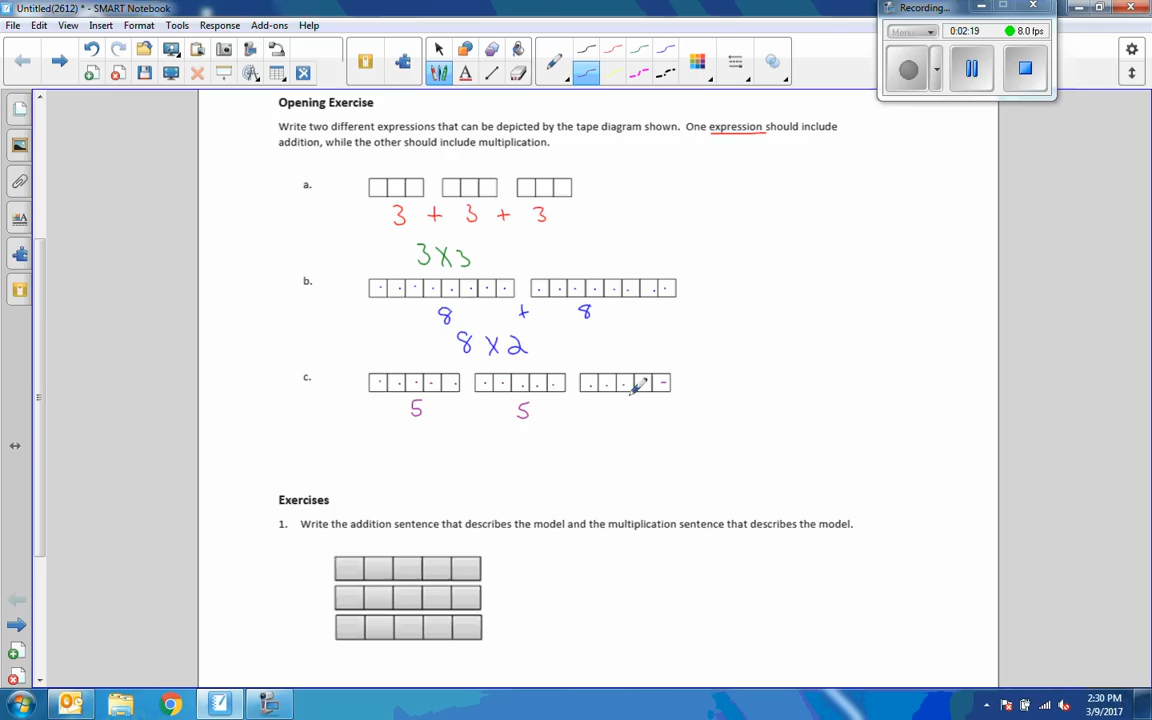 Untitled(2612) * - SMART Notebook
Recording...
File Edit View Insert Format Tools Response Add-ons Help
Menu 0:02:19 8.0 fps
Opening Exercise
Write two different expressions that can be depicted by the tape diagram shown. One expression should include
addition, while the other should include multiplication.
a.
3 + 3 + 3
3 X 3
b.
8 + 8
8 X 2
c.
5 5
Exercises
1. Write the addition sentence that describes the model and the multiplication sentence that describes the model.
2:30 PM
3/9/2017